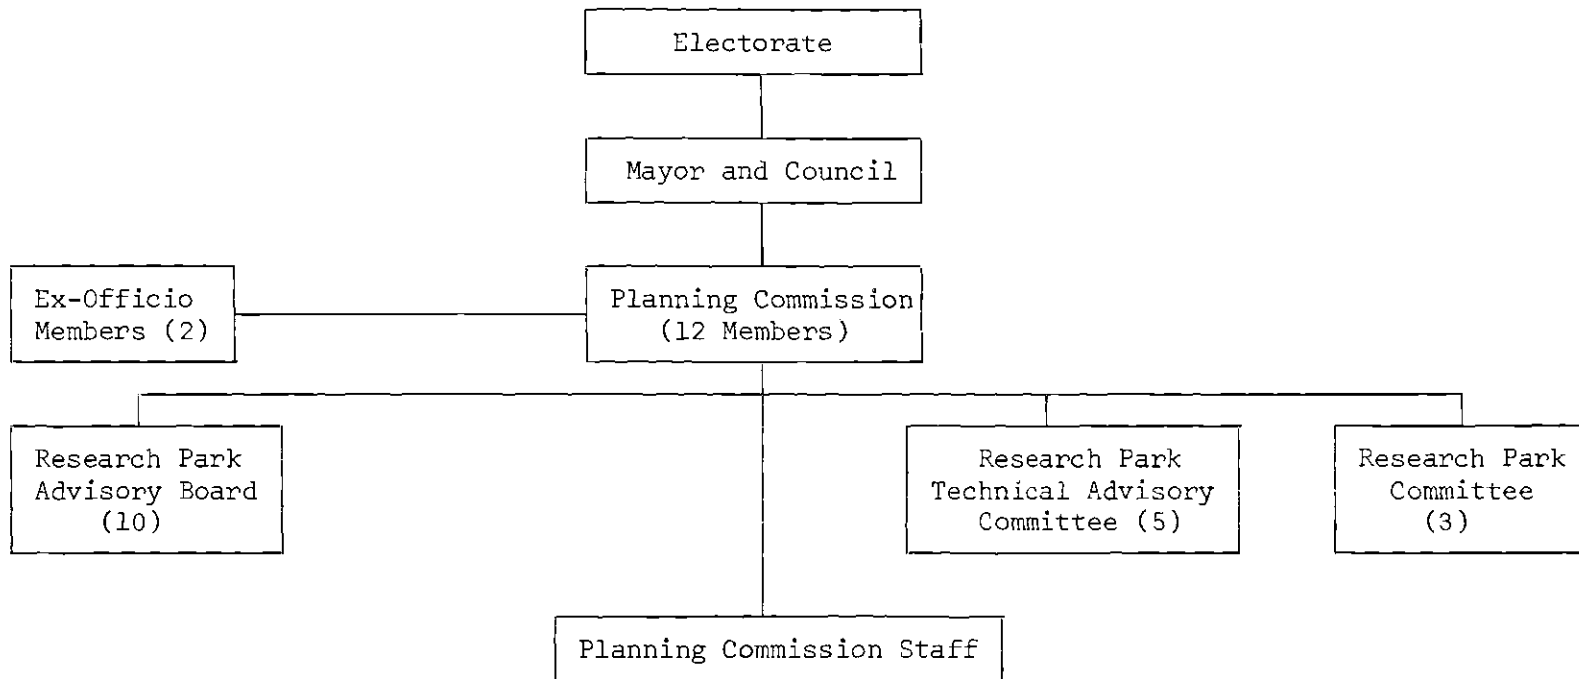 Electorate
Mayor and Council
Ex-Officio
Members (2)
Planning Commission
(12 Members)
Research Park
Advisory Board
(10)
Research Park
Technical Advisory
Committee (5)
Research Park
Committee
(3)
Planning Commission Staff